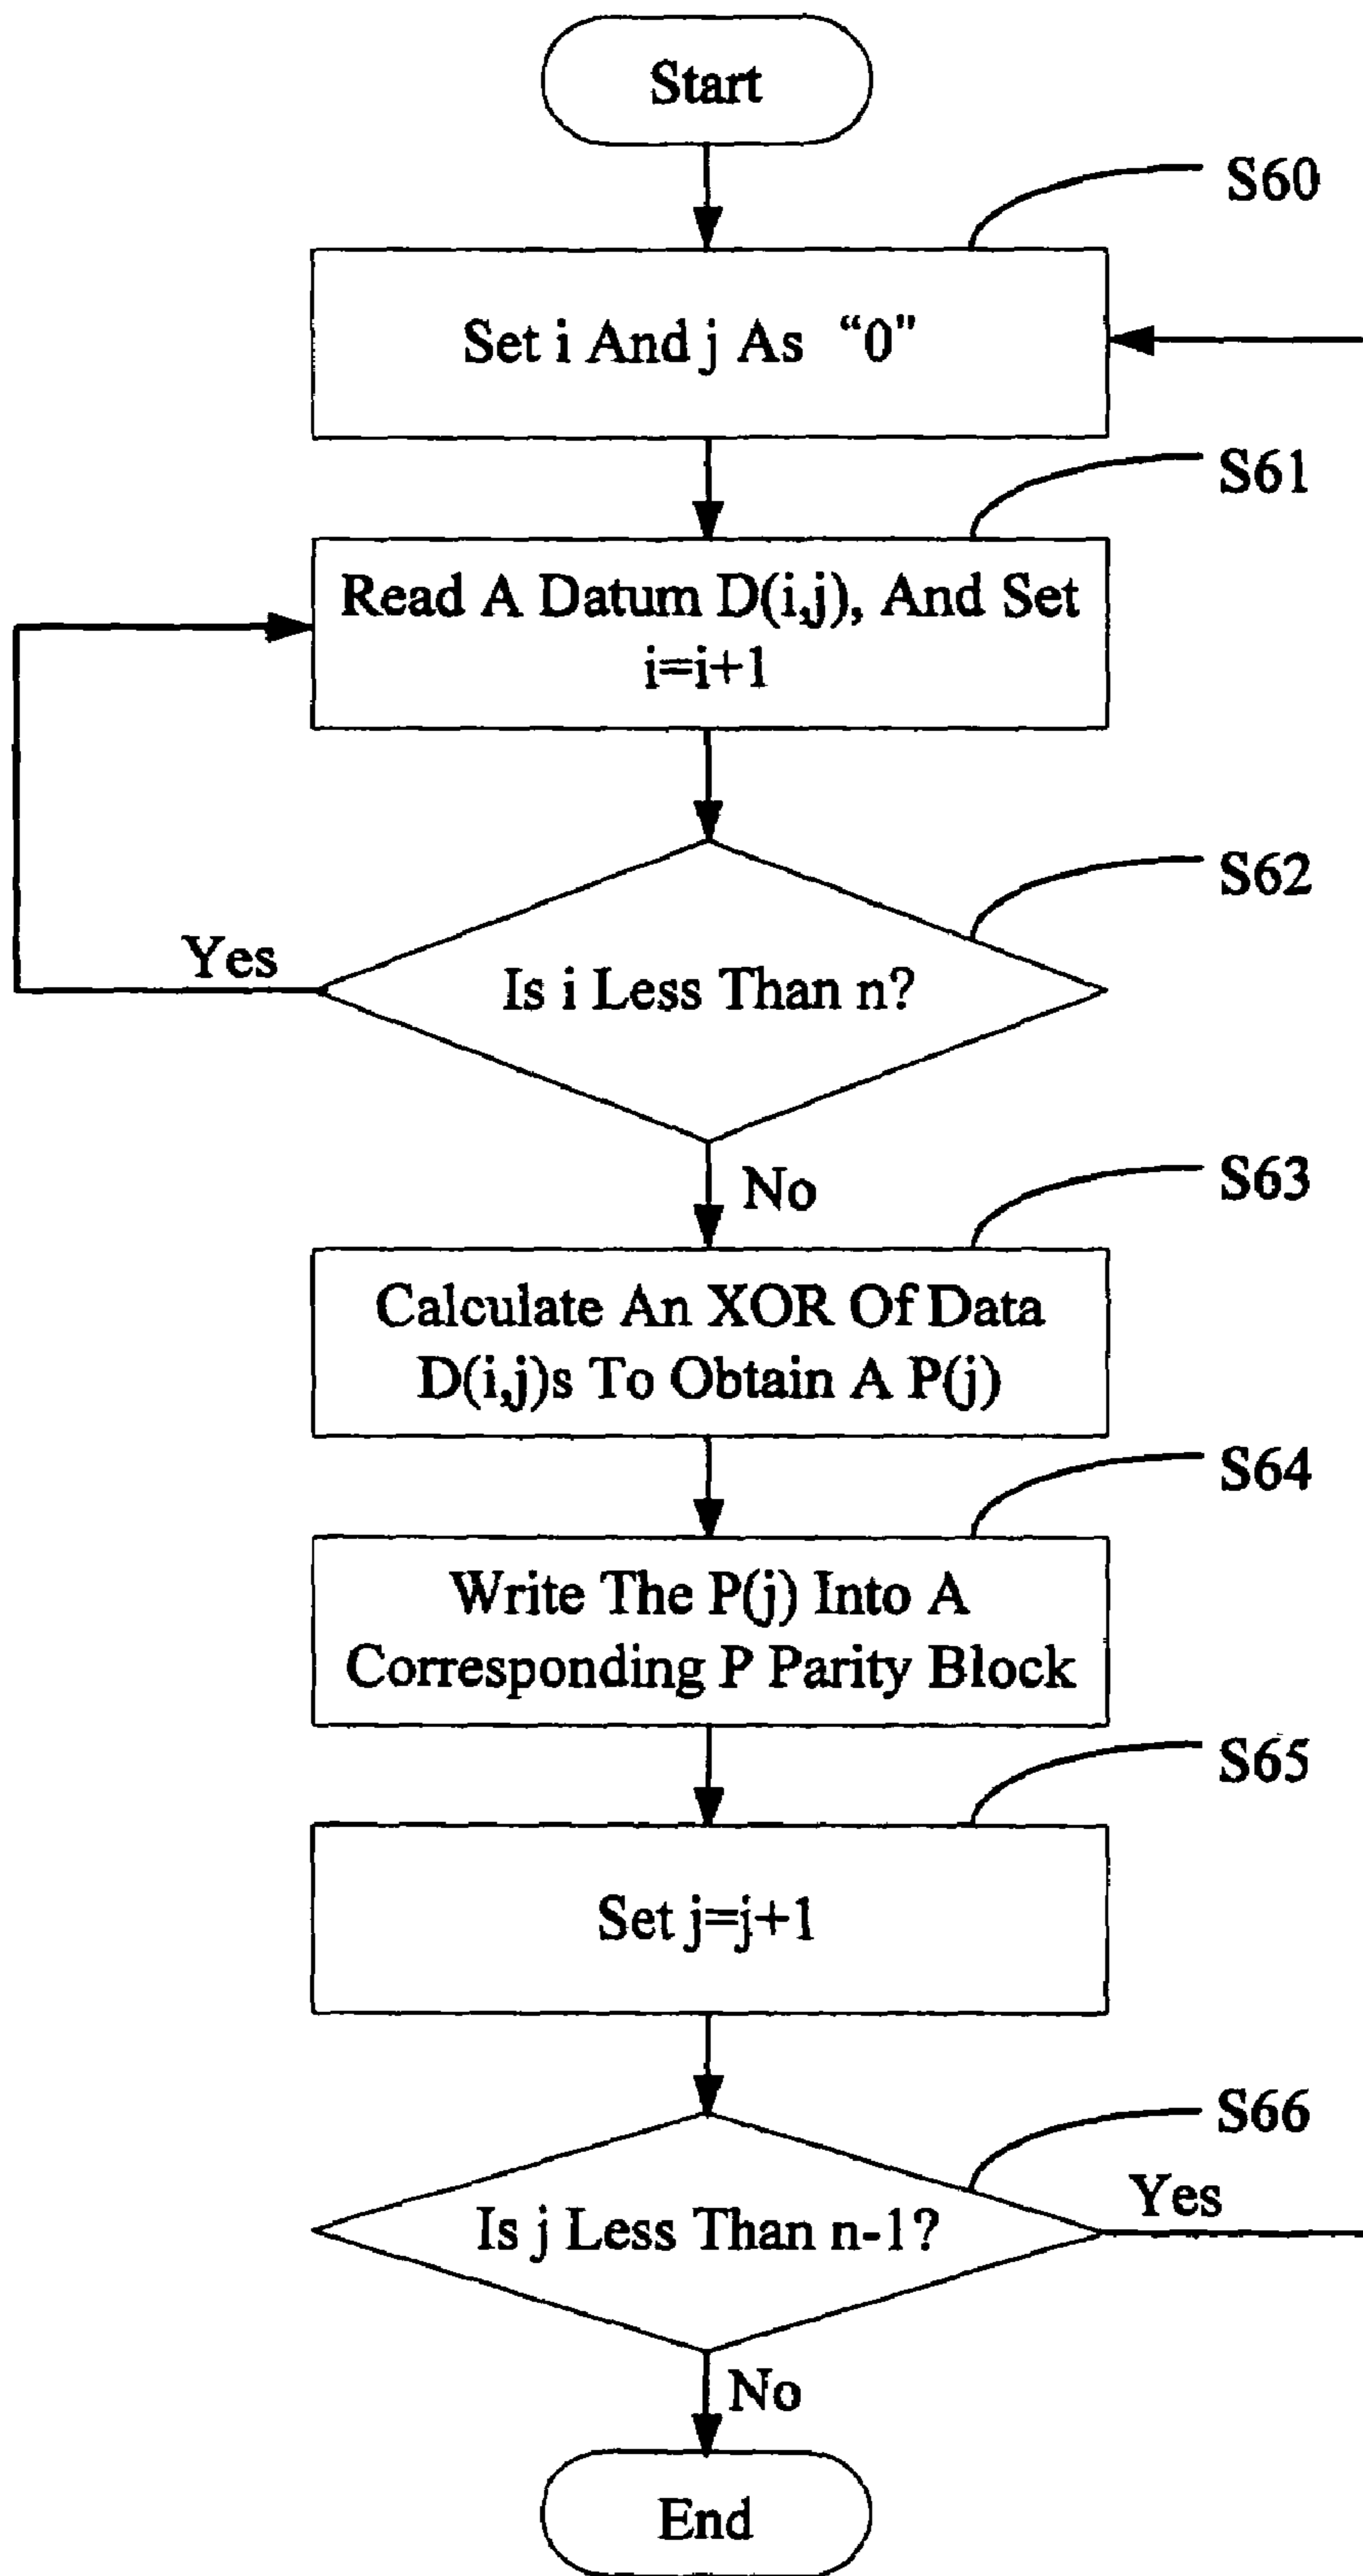 Start
S60
Set i And j As “0”
S61
Read A Datum D(i,j), And Set
i=i+1
S62
Yes
Is i Less Than n?
No
S63
Calculate An XOR Of Data
D(i,j)s To Obtain A P(j)
S64
Write The P(j) Into A
Corresponding P Parity Block
S65
Set j=j+1
S66
Yes
Is j Less Than n-1?
No
End